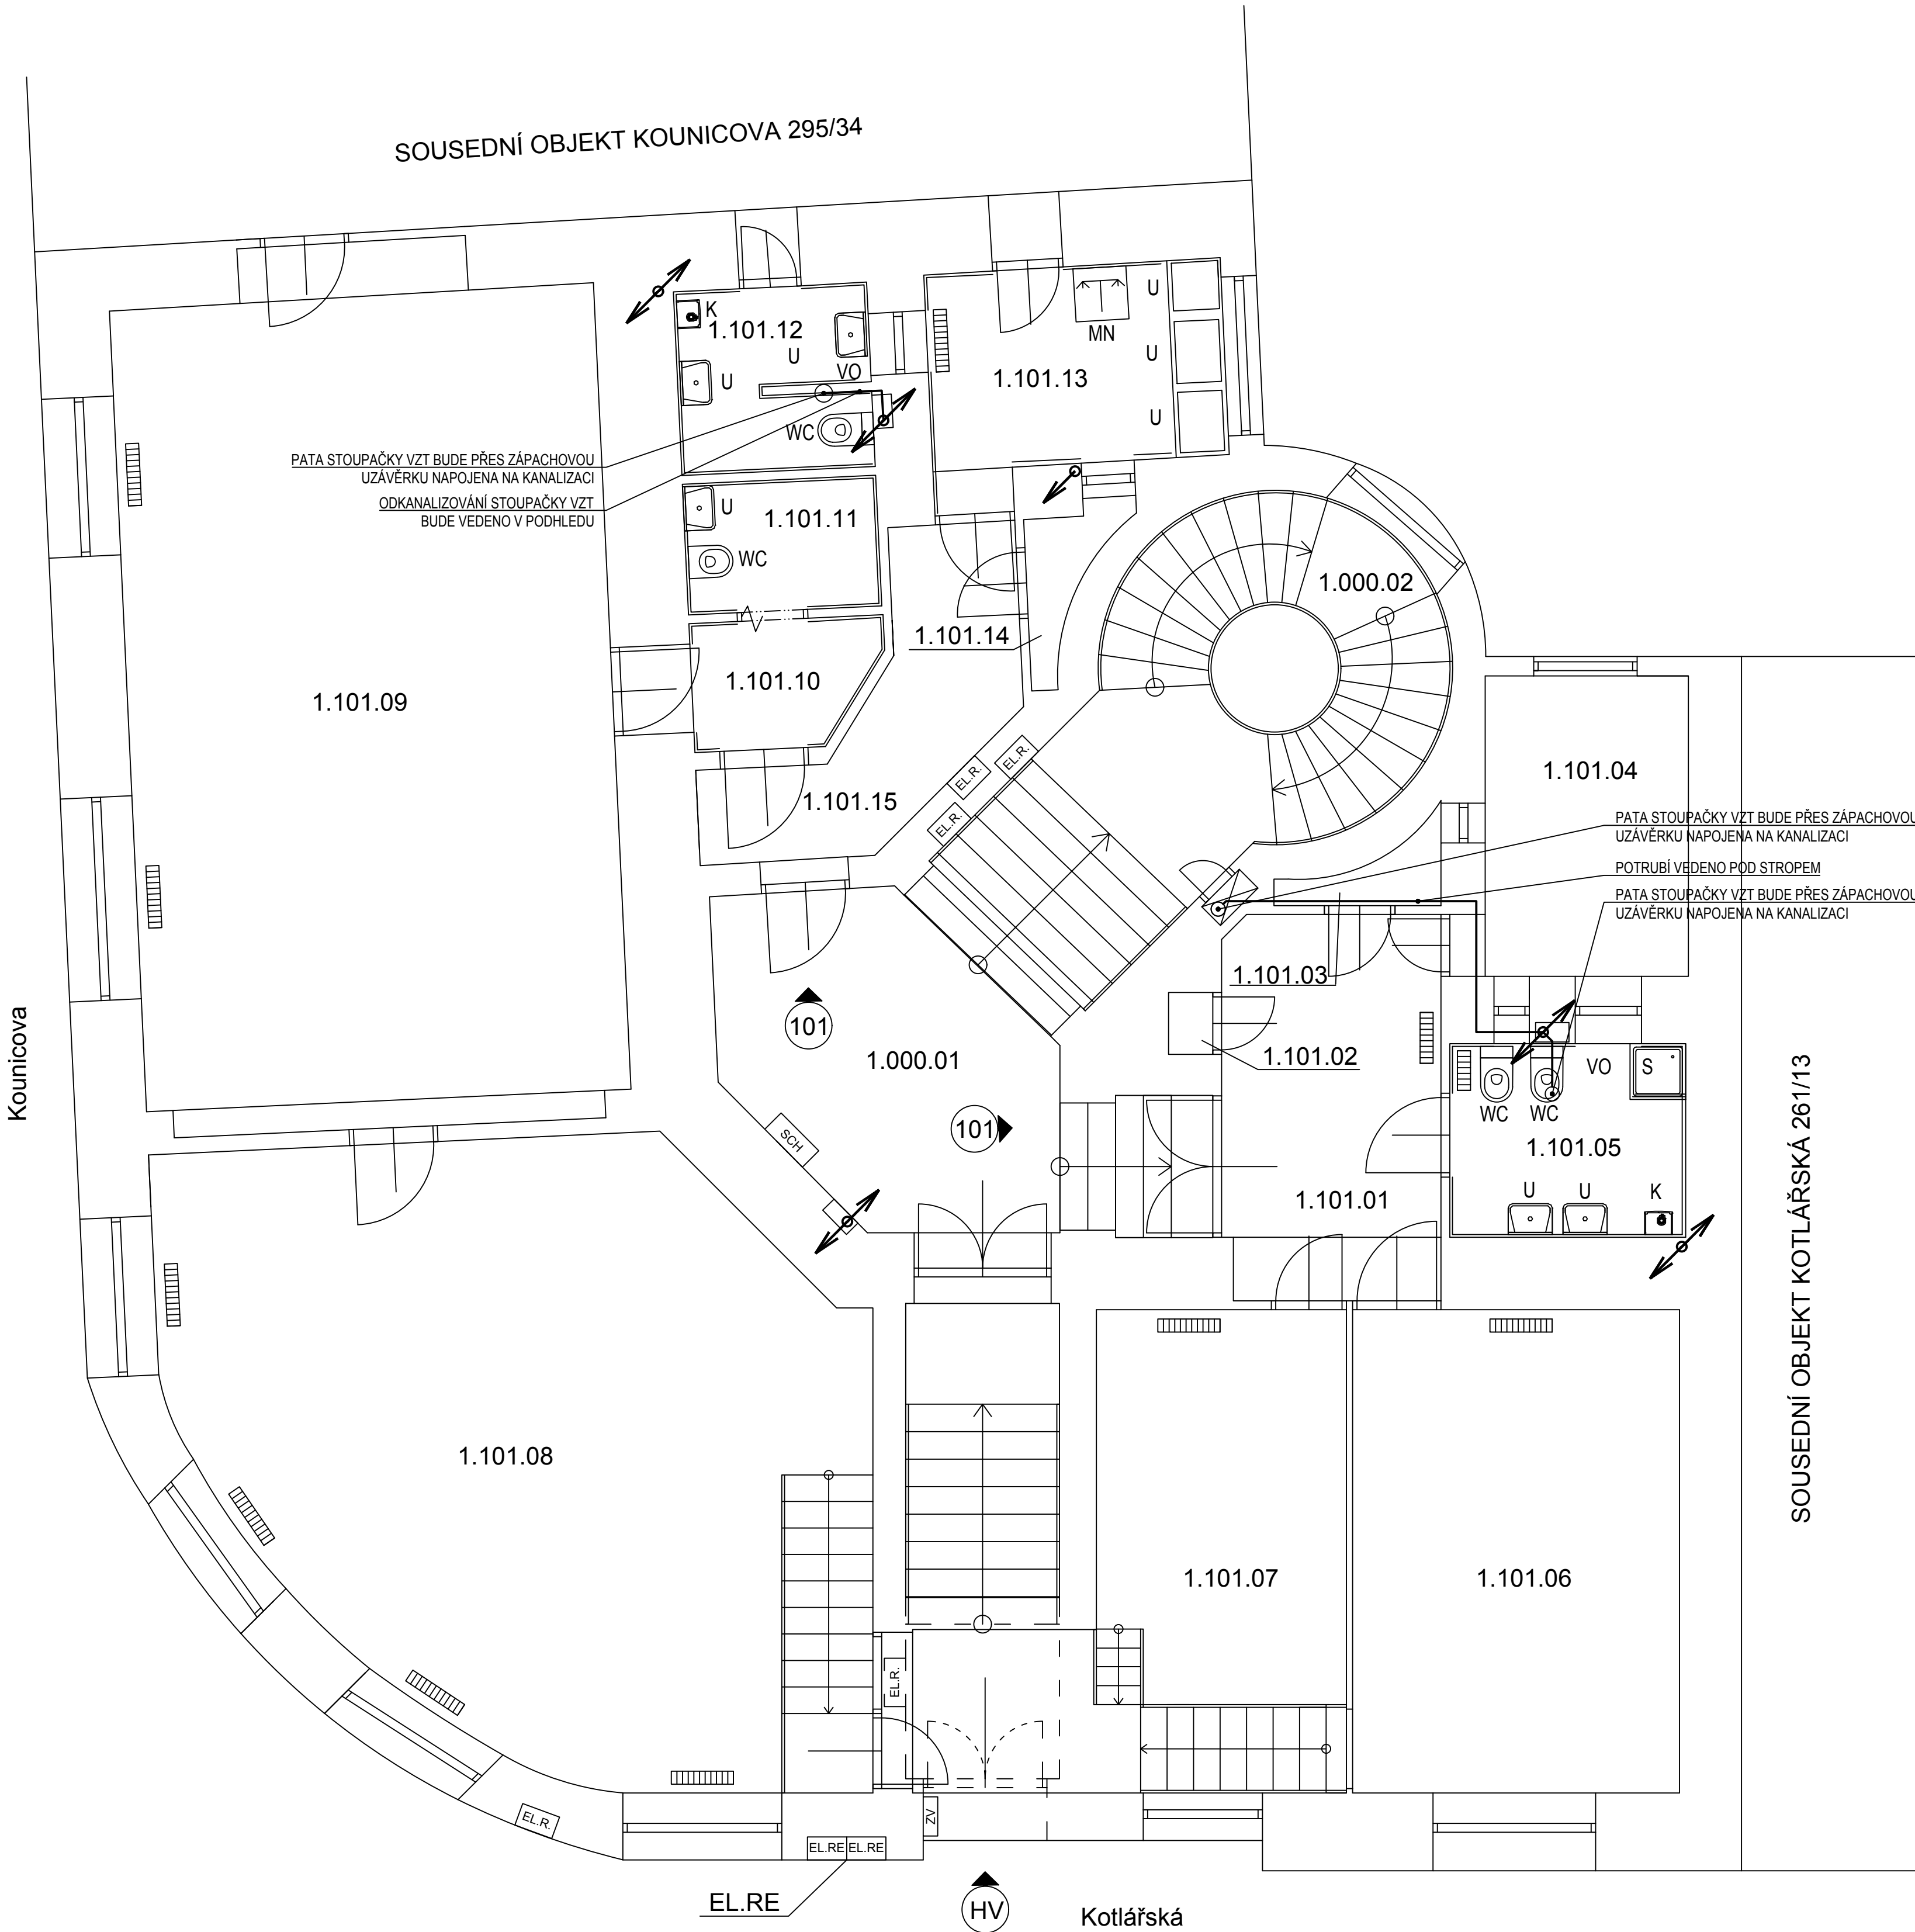 SOUSEDNÍ OBJEKT KOUNICOVA 295/34
K
1.101.12
U
U
VO
WC
MN
U
U
U
1.101.13
PATA STOUPAČKY VZT BUDE PŘES ZÁPACHOVOU
UZÁVĚRKU NAPOJENA NA KANALIZACI
ODKANALIZOVÁNÍ STOUPAČKY VZT
BUDE VEDENO V PODHLEDU
U
1.101.11
WC
1.000.02
1.101.14
1.101.10
1.101.09
1.101.04
EL.R.
EL.R.
EL.R.
1.101.15
PATA STOUPAČKY VZT BUDE PŘES ZÁPACHOVOU
UZÁVĚRKU NAPOJENA NA KANALIZACI
POTRUBÍ VEDENO POD STROPEM
PATA STOUPAČKY VZT BUDE PŘES ZÁPACHOVOU
UZÁVĚRKU NAPOJENA NA KANALIZACI
1.101.03
101
1.000.01
1.101.02
Kounicova
101
SCH
VO
S
WC
WC
1.101.05
U
U
K
1.101.01
SOUSEDNÍ OBJEKT KOTLÁŘSKÁ 261/13
1.101.08
1.101.07
1.101.06
EL.R.
EL.R.
ZV
EL.RE
EL.RE
EL.RE
HV
Kotlářská